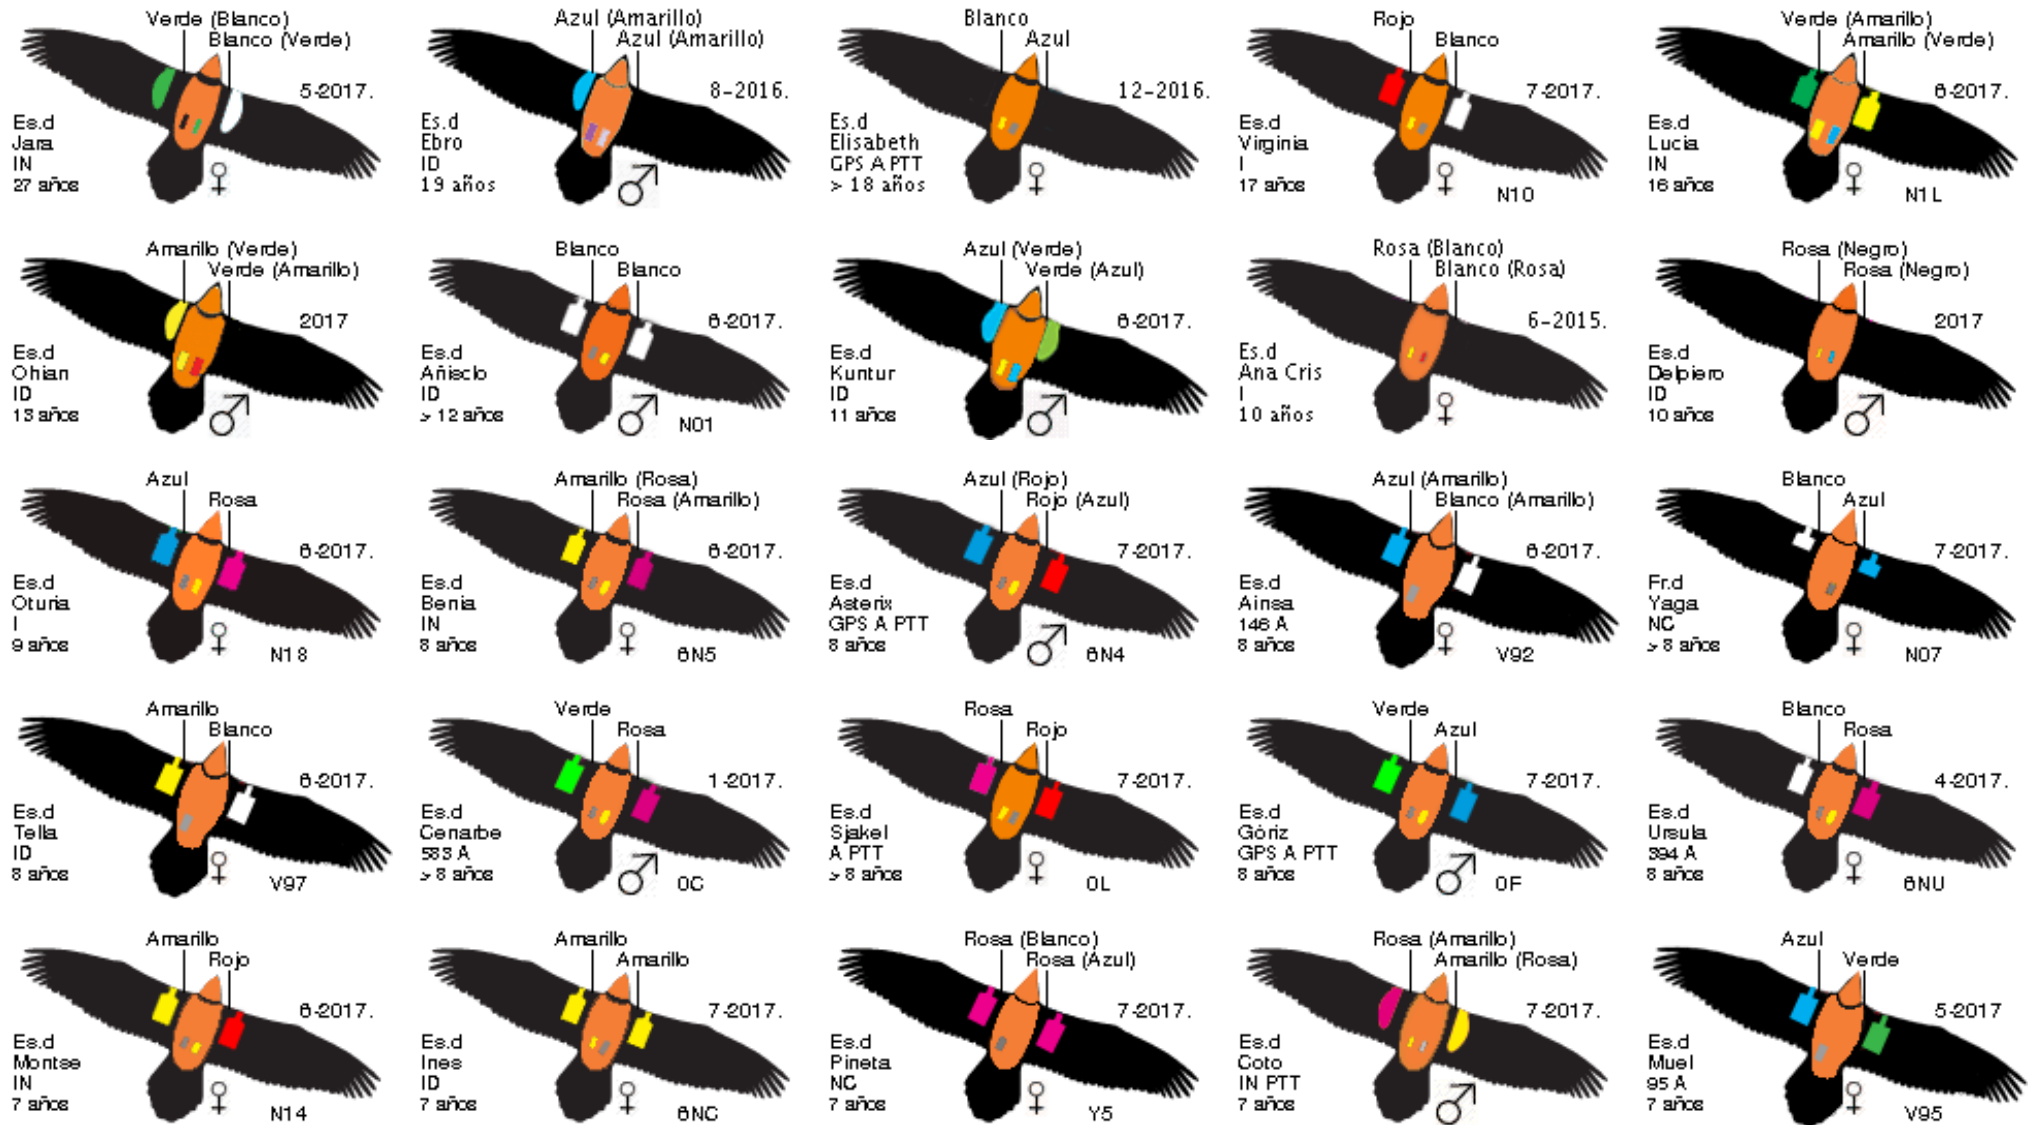 Verde (Blanco)
Blanco (Verde)
5-2017.
Es.d
Jara
IN
27 años
Azul (Amarillo)
Azul (Amarillo)
8-2016.
Es.d
Ebro
ID
19 años
Blanco
Azul
12-2016.
Es.d
Elisabeth
GPS A PTT
> 18 años
Rojo
Blanco
7-2017.
Es.d
Virginia
I
17 años
N10
Verde (Amarillo)
Amarillo (Verde)
6-2017.
Es.d
Lucia
IN
16 años
N1L
Amarillo (Verde)
Verde (Amarillo)
2017
Es.d
Ohian
ID
13 años
Blanco
Blanco
6-2017.
Es.d
Añisclo
ID
> 12 años
N01
Azul (Verde)
Verde (Azul)
6-2017.
Es.d
Kuntur
ID
11 años
Rosa (Blanco)
Blanco (Rosa)
6-2015.
Es.d
Ana Cris
I
10 años
Rosa (Negro)
Rosa (Negro)
2017
Es.d
Delpiero
ID
10 años
Azul
Rosa
6-2017.
Es.d
Oturia
I
9 años
N18
Amarillo (Rosa)
Rosa (Amarillo)
6-2017.
Es.d
Benia
IN
8 años
6N5
Azul (Rojo)
Rojo (Azul)
7-2017.
Es.d
Asterix
GPS A PTT
8 años
6N4
Azul (Amarillo)
Blanco (Amarillo)
6-2017.
Es.d
Ainsa
146 A
8 años
V92
Blanco
Azul
7-2017.
Fr.d
Yaga
NC
> 8 años
N07
Amarillo
Blanco
6-2017.
Es.d
Tella
ID
8 años
V97
Verde
Rosa
1-2017.
Es.d
Cenarbe
583 A
> 8 años
0C
Rosa
Rojo
7-2017.
Es.d
Sjakel
A PTT
> 8 años
0L
Verde
Azul
7-2017.
Es.d
Góriz
GPS A PTT
8 años
0F
Blanco
Rosa
4-2017.
Es.d
Ursula
394 A
8 años
6NU
Amarillo
Rojo
6-2017.
Es.d
Montse
IN
7 años
N14
Amarillo
Amarillo
7-2017.
Es.d
Ines
ID
7 años
6NC
Rosa (Blanco)
Rosa (Azul)
7-2017.
Es.d
Pineta
NC
7 años
Y5
Rosa (Amarillo)
Amarillo (Rosa)
7-2017.
Es.d
Coto
IN PTT
7 años
Azul
Verde
5-2017
Es.d
Muel
95 A
7 años
V95